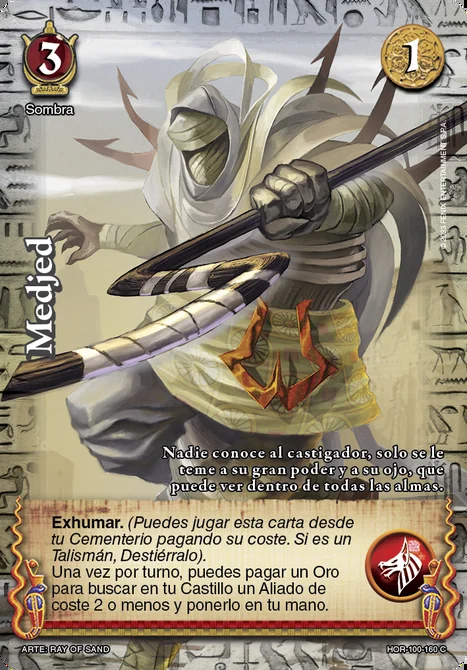 3
1
Sombra
© 2023 FENIX ENTERTAINMENT S.P.A.
Medjed
Nadie conoce al castigador, solo se le
teme a su gran poder y a su ojo, que
puede ver dentro de todas las almas.
Exhumar. (Puedes jugar esta carta desde
tu Cementerio pagando su coste. Si es un
Talismán, Destiérralo).
Una vez por turno, puedes pagar un Oro
para buscar en tu Castillo un Aliado de
coste 2 o menos y ponerlo en tu mano.
ARTE: RAY OF SAND
HOR-100-160 C